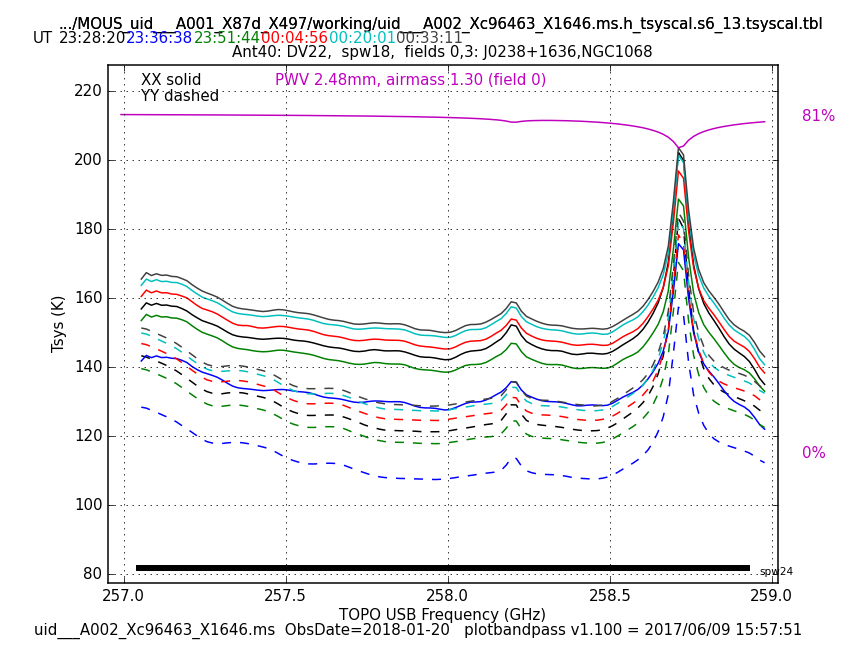 .../MOUS_uid___A001_X87d_X497/working/uid___A002_Xc96463_X1646.ms.h_tsyscal.s6_13.tsyscal.tbl
UT 23:28:20 23:36:38 23:51:44 00:04:56 00:20:01 00:33:11
Ant40: DV22, spw18, fields 0,3: J0238+1636,NGC1068
XX solid PWV 2.48mm, airmass 1.30 (field 0)
YY dashed
81%
0%
Tsys (K)
220
200
180
160
140
120
100
80
spw24
257.0 257.5 258.0 258.5 259.0
TOPO USB Frequency (GHz)
uid___A002_Xc96463_X1646.ms ObsDate=2018-01-20 plotbandpass v1.100 = 2017/06/09 15:57:51